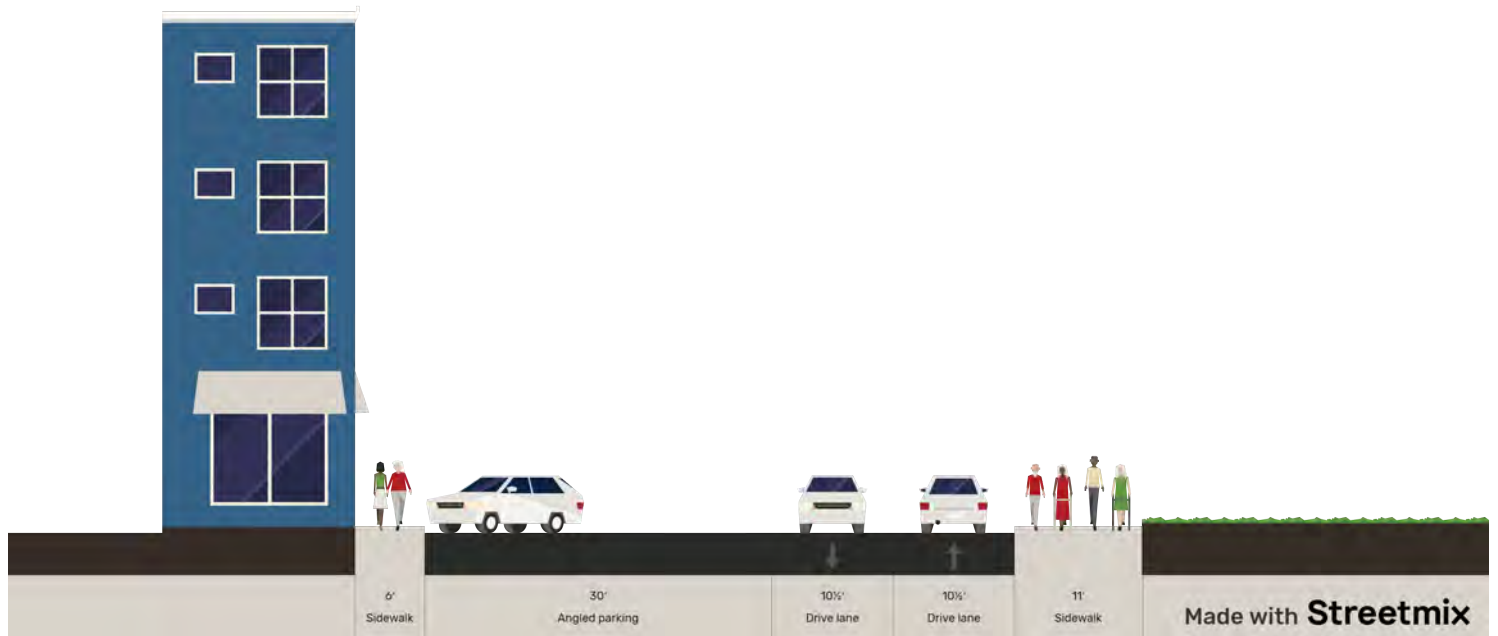 6'
Sidewalk
30'
Angled parking
10½'
Drive lane
10½'
Drive lane
11'
Sidewalk
Made with Streetmix